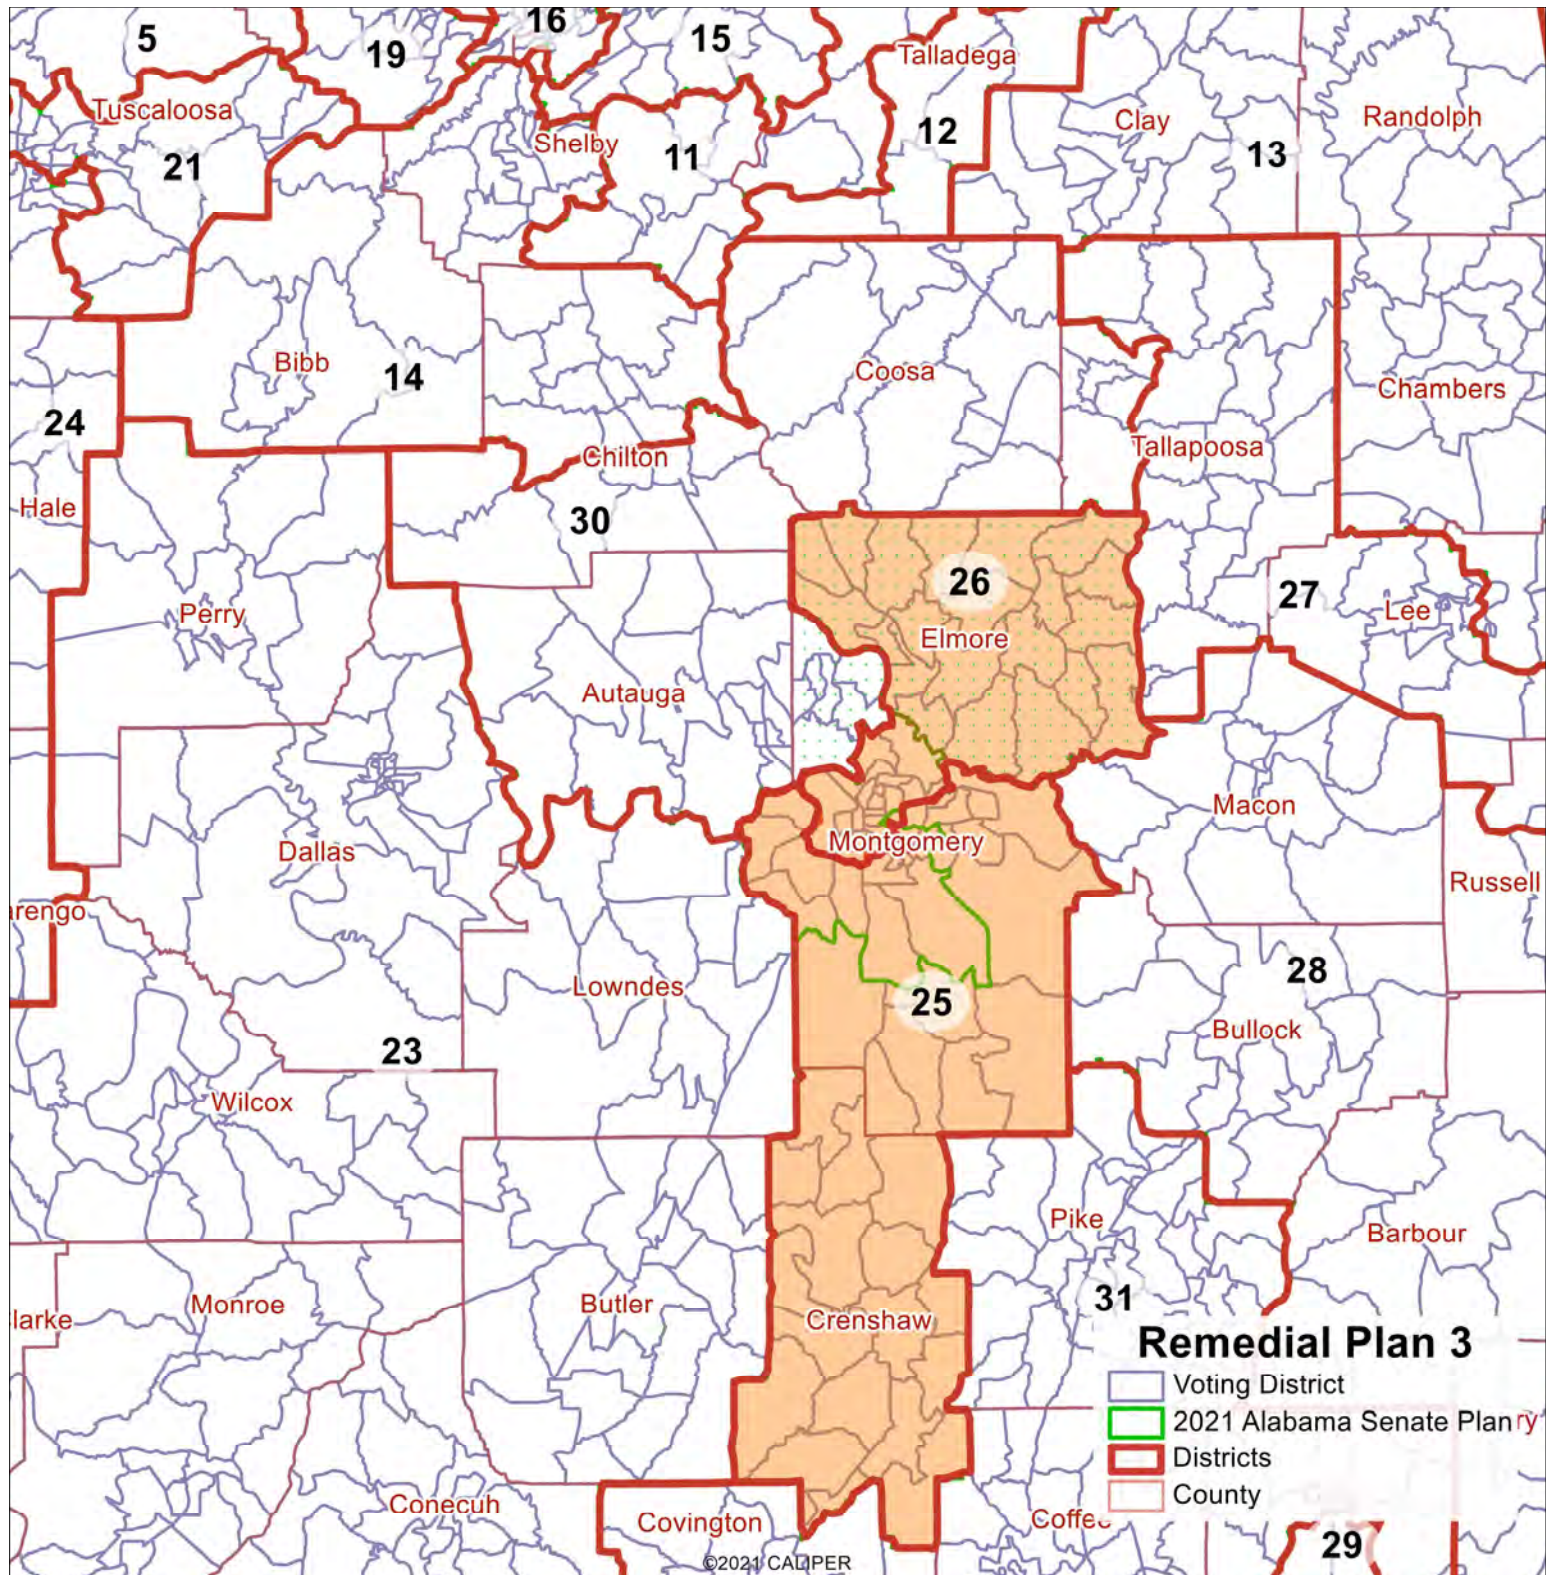 16
5
19
15
Talladega
Tuscaloosa
Clay
Randolph
12
Shelby
11
13
21
Bibb
14
Coosa
Chambers
24
Tallapoosa
Chilton
Hale
30
26
27
Perry
Lee
Elmore
Autauga
Macon
Dallas
Montgomery
Russell
arengo
28
Lowndes
25
Bullock
23
Wilcox
Pike
Barbour
31
Monroe
Butler
larke
Crenshaw
Remedial Plan 3
Voting District
2021 Alabama Senate Plan
ry
Districts
County
Conecuh
Covington
Coffee
29
©2021 CALIPER